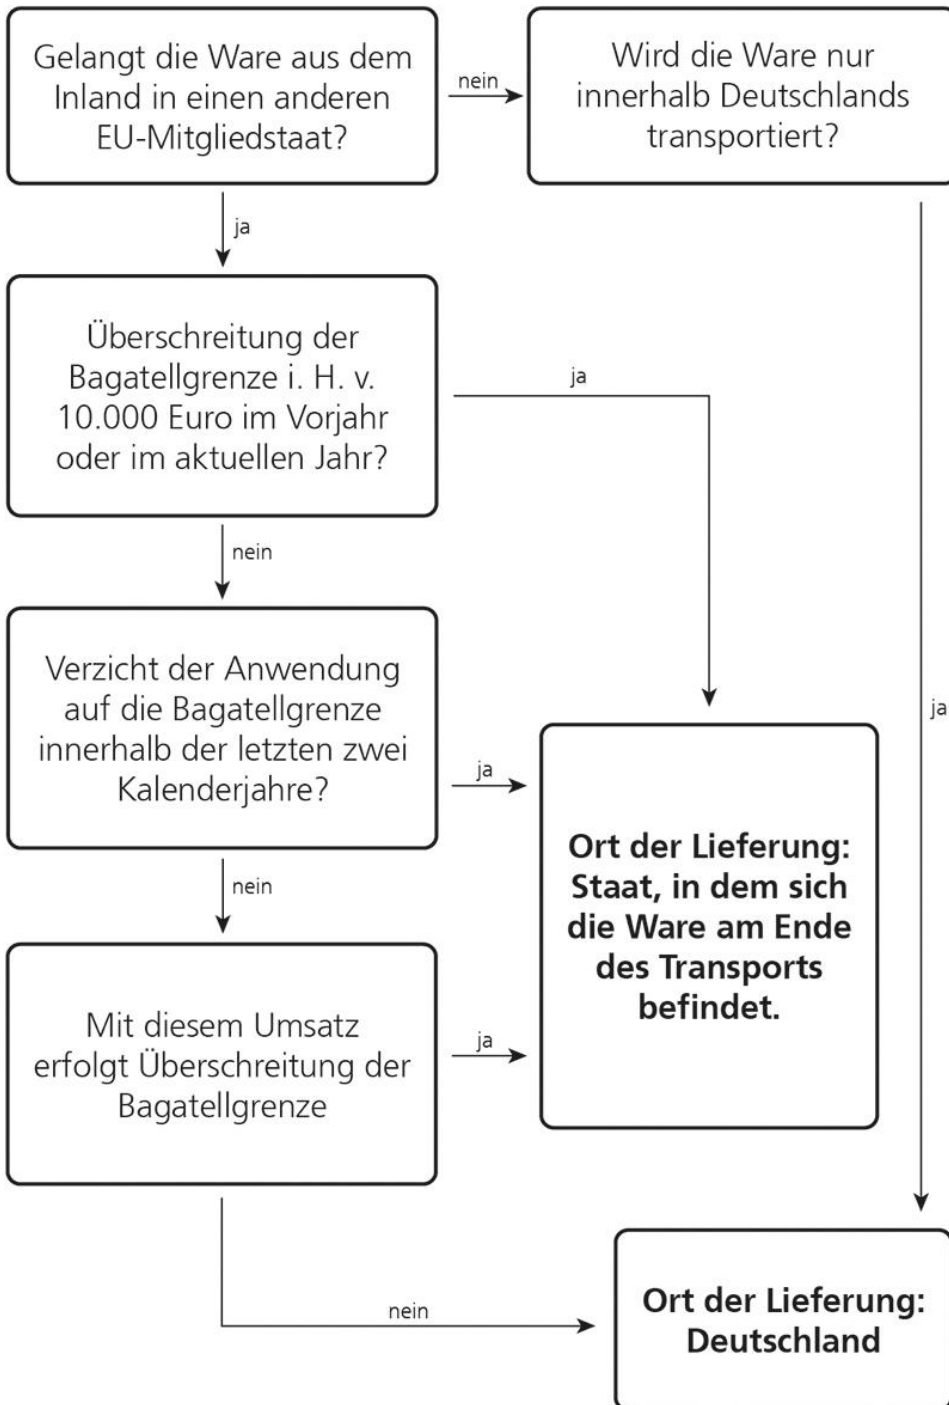 Gelangt die Ware aus dem
Inland in einen anderen
EU-Mitgliedstaat?
nein
Wird die Ware nur
innerhalb Deutschlands
transportiert?
ja
Überschreitung der
Bagatellgrenze i. H. v.
10.000 Euro im Vorjahr
oder im aktuellen Jahr?
ja
nein
Verzicht der Anwendung
auf die Bagatellgrenze
innerhalb der letzten zwei
Kalenderjahre?
ja
ja
Ort der Lieferung:
Staat, in dem sich
die Ware am Ende
des Transports
befindet.
nein
Mit diesem Umsatz
erfolgt Überschreitung der
Bagatellgrenze
ja
nein
Ort der Lieferung:
Deutschland